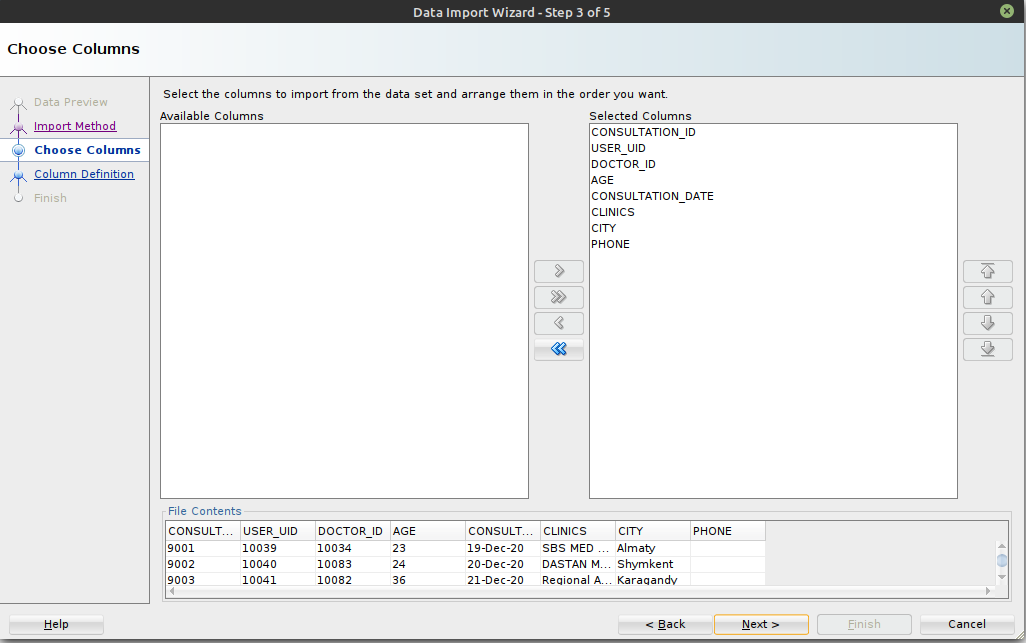 Data Import Wizard - Step 3 of 5
Choose Columns
Data Preview
Import Method
Choose Columns
Column Definition
Finish
Select the columns to import from the data set and arrange them in the order you want.
Available Columns
Selected Columns
CONSULTATION_ID
USER_UID
DOCTOR_ID
AGE
CONSULTATION_DATE
CLINICS
CITY
PHONE
File Contents
CONSULT... USER_UID DOCTOR_ID AGE CONSULT... CLINICS CITY PHONE
9001 10039 10034 23 19-Dec-20 SBS MED ... Almaty
9002 10040 10083 24 20-Dec-20 DASTAN M... Shymkent
9003 10041 10082 36 21-Dec-20 Regional A... Karagandy
Help < Back Next > Finish Cancel